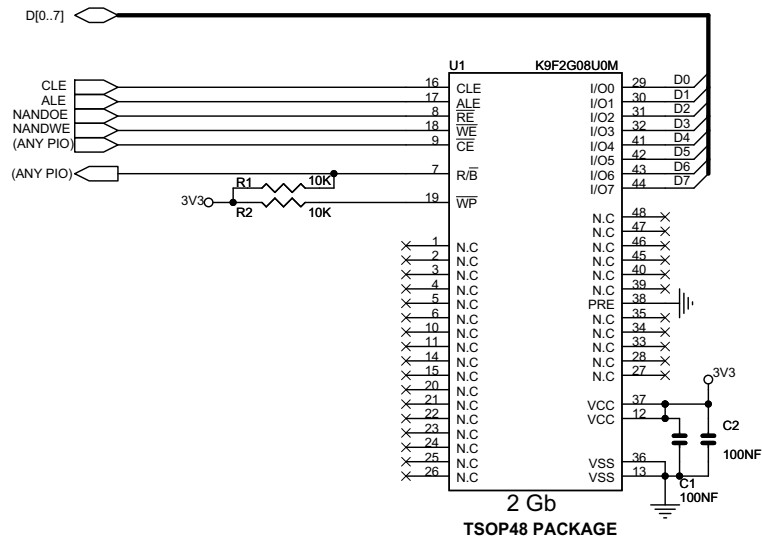 D[0..7]
U1 K9F2G08U0M
CLE 16 CLE I/O0 29 D0
ALE 17 ALE I/O1 30 D1
NANDOE 8 RE I/O2 31 D2
NANDWE 18 WE I/O3 32 D3
(ANY PIO) 9 CE I/O4 41 D4
I/O5 42 D5
(ANY PIO) 7 R/B I/O6 43 D6
R1 10K I/O7 44 D7
3V3 R2 10K 19 WP
N.C 48
N.C 47
1 N.C N.C 46
2 N.C N.C 45
3 N.C N.C 40
4 N.C N.C 39
5 N.C PRE 38
6 N.C N.C 35
10 N.C N.C 34
11 N.C N.C 33
14 N.C N.C 28
15 N.C N.C 27
20 N.C 3V3
21 N.C VCC 37
22 N.C VCC 12
23 N.C C2
24 N.C 100NF
25 N.C VSS 36
26 N.C VSS 13
C1
100NF
2 Gb
TSOP48 PACKAGE